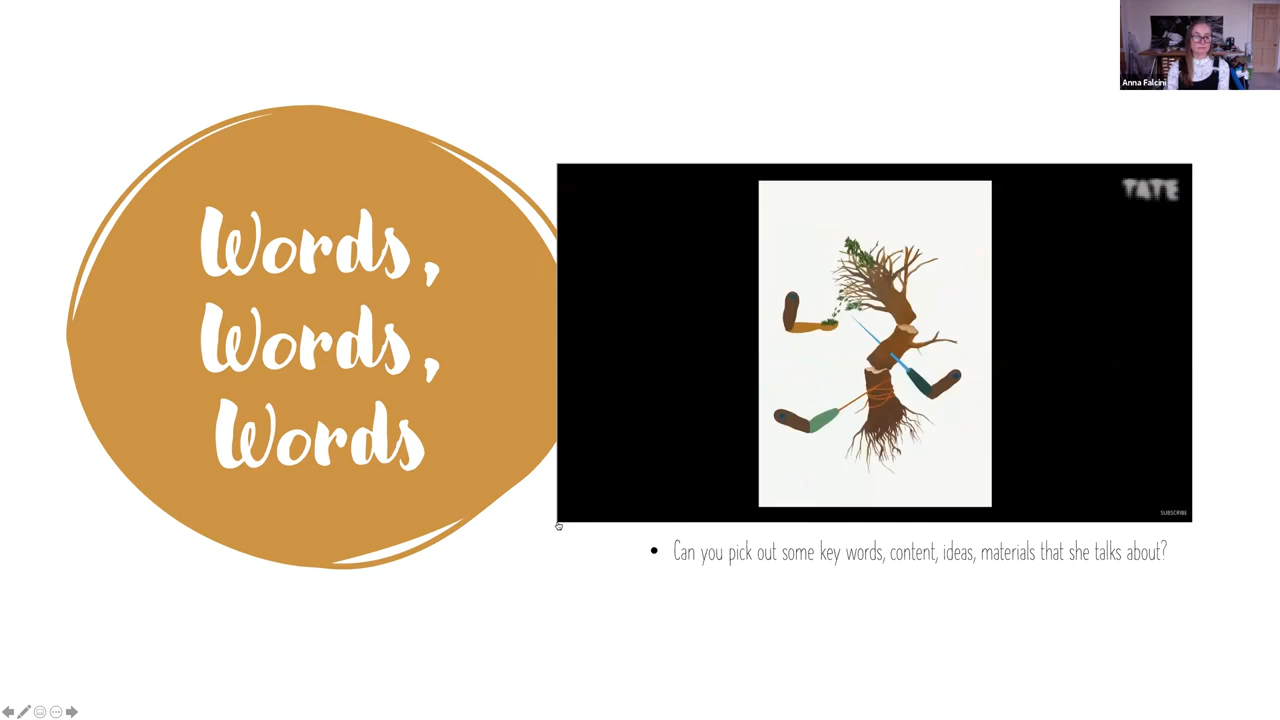 Anna Falcini
Words,
Words,
Words
TATE
SUBSCRIBE
• Can you pick out some key words, content, ideas, materials that she talks about?